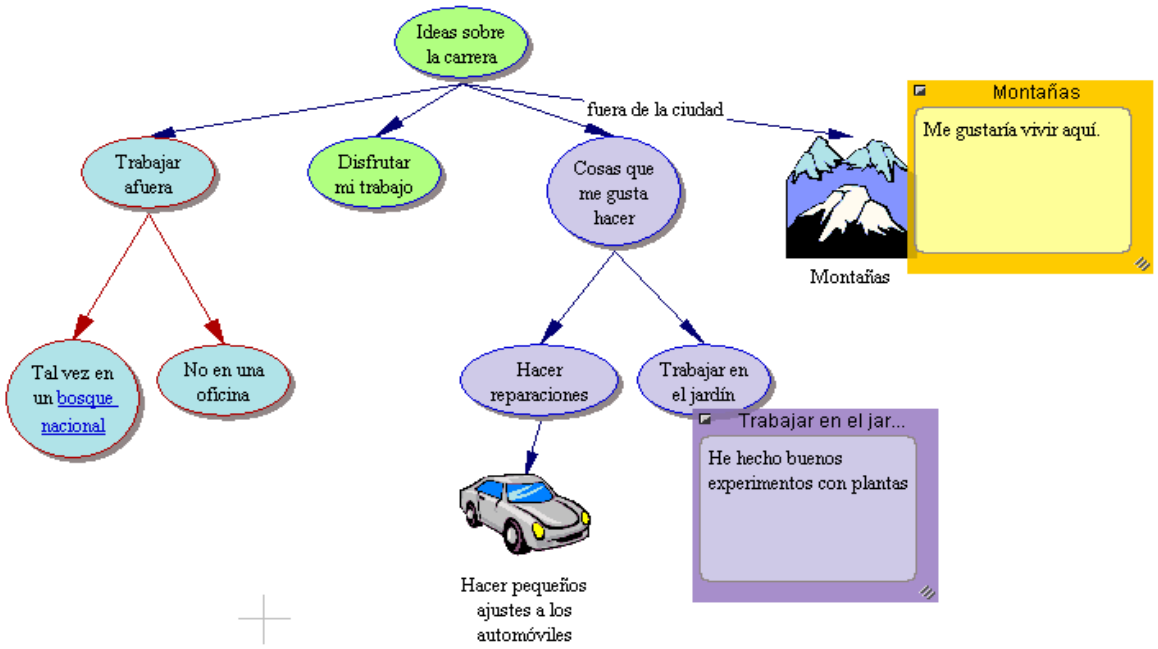 Ideas sobre
la carrera
fuera de la ciudad
Montañas
Me gustaría vivir aquí.
Trabajar
afuera
Disfrutar
mi trabajo
Cosas que
me gusta
hacer
Montañas
Tal vez en
un bosque
nacional
No en una
oficina
Hacer
reparaciones
Trabajar en
el jardín
Trabajar en el jar...
He hecho buenos
experimentos con plantas
Hacer pequeños
ajustes a los
automóviles